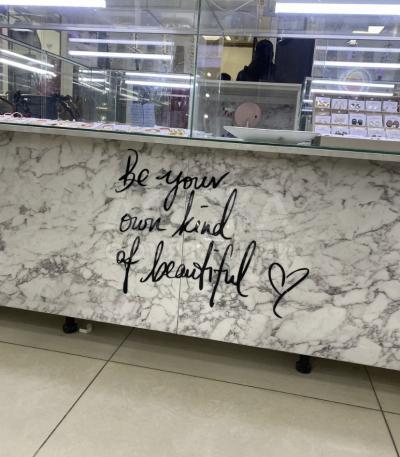 Be your
own kind
of beautiful